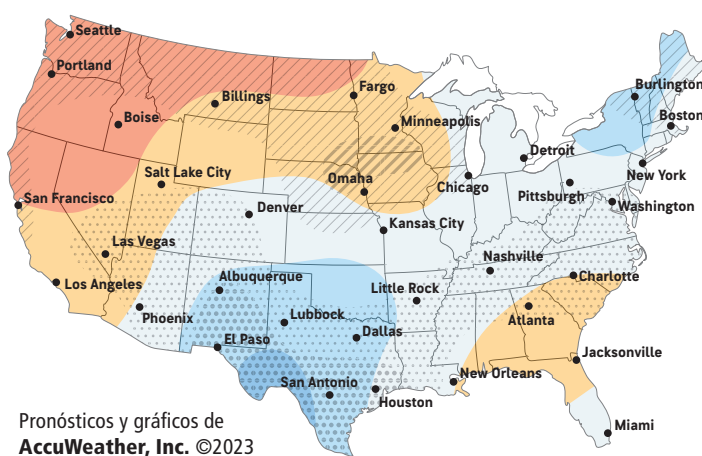 Seattle
Portland
Boise
Billings
Fargo
Minneapolis
Burlington
Boston
Detroit
New York
Chicago
Pittsburgh
Washington
Salt Lake City
Omaha
San Francisco
Denver
Kansas City
Las Vegas
Nashville
Los Angeles
Albuquerque
Little Rock
Charlotte
Phoenix
Lubbock
Atlanta
El Paso
Dallas
Jacksonville
San Antonio
New Orleans
Houston
Miami
Pronósticos y gráficos de
AccuWeather, Inc. ©2023